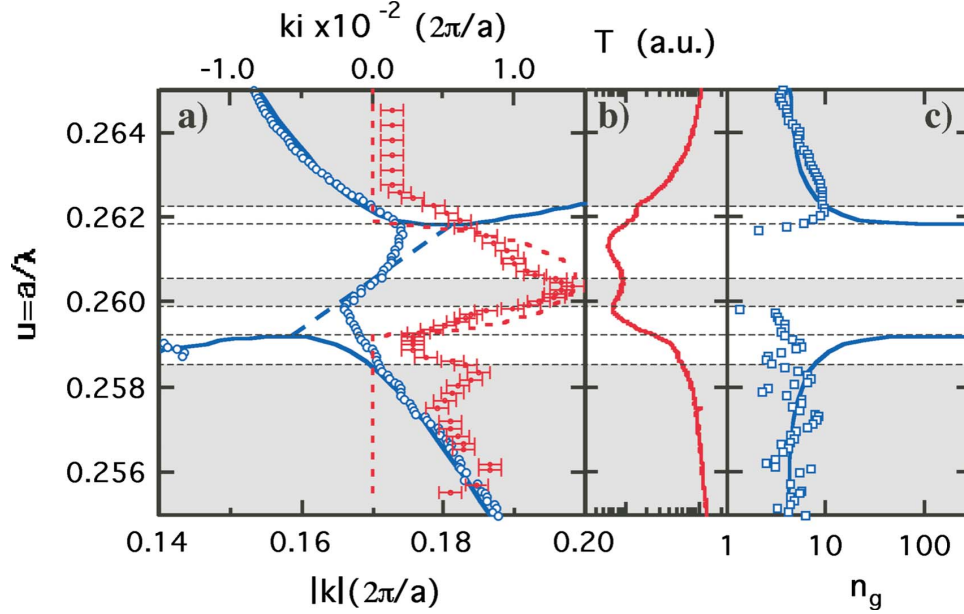 ki x10⁻² (2π/a)
T (a.u.)
-1.0 0.0 1.0
a) b) c)
0.264
0.262
0.260
0.258
0.256
u=a/λ
0.14 0.16 0.18 0.20 1 10 100
|k|(2π/a)
n_g